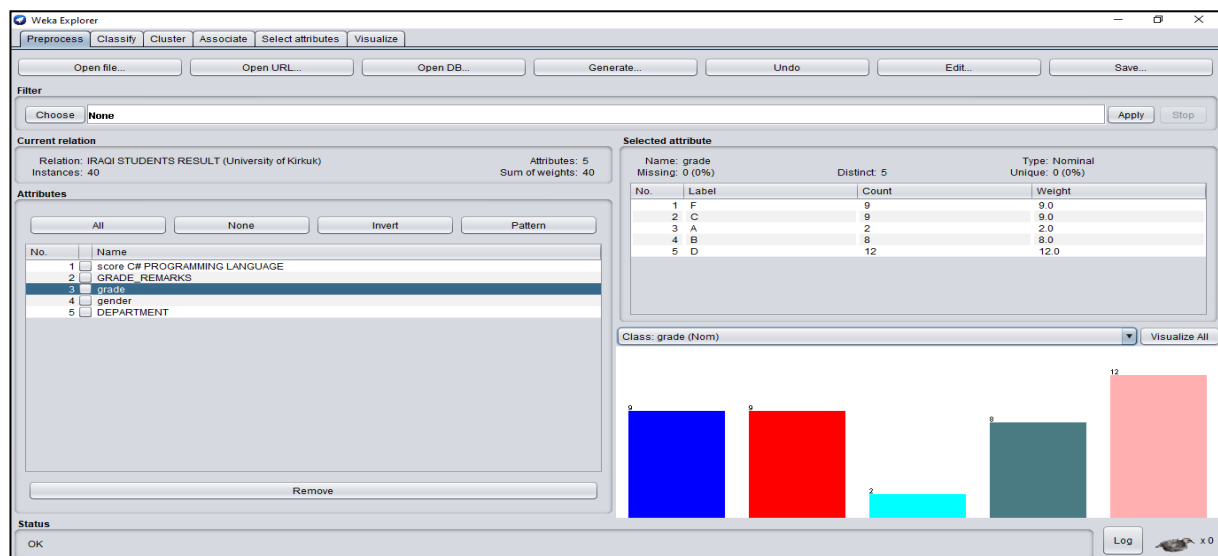 Weka Explorer
Preprocess Classify Cluster Associate Select attributes Visualize
Open file... Open URL... Open DB... Generate... Undo Edit... Save...
Filter
Choose None Apply Stop
Current relation
Relation: IRAQI STUDENTS RESULT (University of Kirkuk) Attributes: 5
Instances: 40 Sum of weights: 40
Attributes
All None Invert Pattern
No. Name
1 score C# PROGRAMMING LANGUAGE
2 GRADE_REMARKS
3 grade
4 gender
5 DEPARTMENT
Remove
Selected attribute
Name: grade Type: Nominal
Missing: 0 (0%) Distinct: 5 Unique: 0 (0%)
No. Label Count Weight
1 F 9 9.0
2 C 9 9.0
3 A 2 2.0
4 B 8 8.0
5 D 12 12.0
Class: grade (Nom) Visualize All
9 9 2 8 12
Status
OK Log x 0